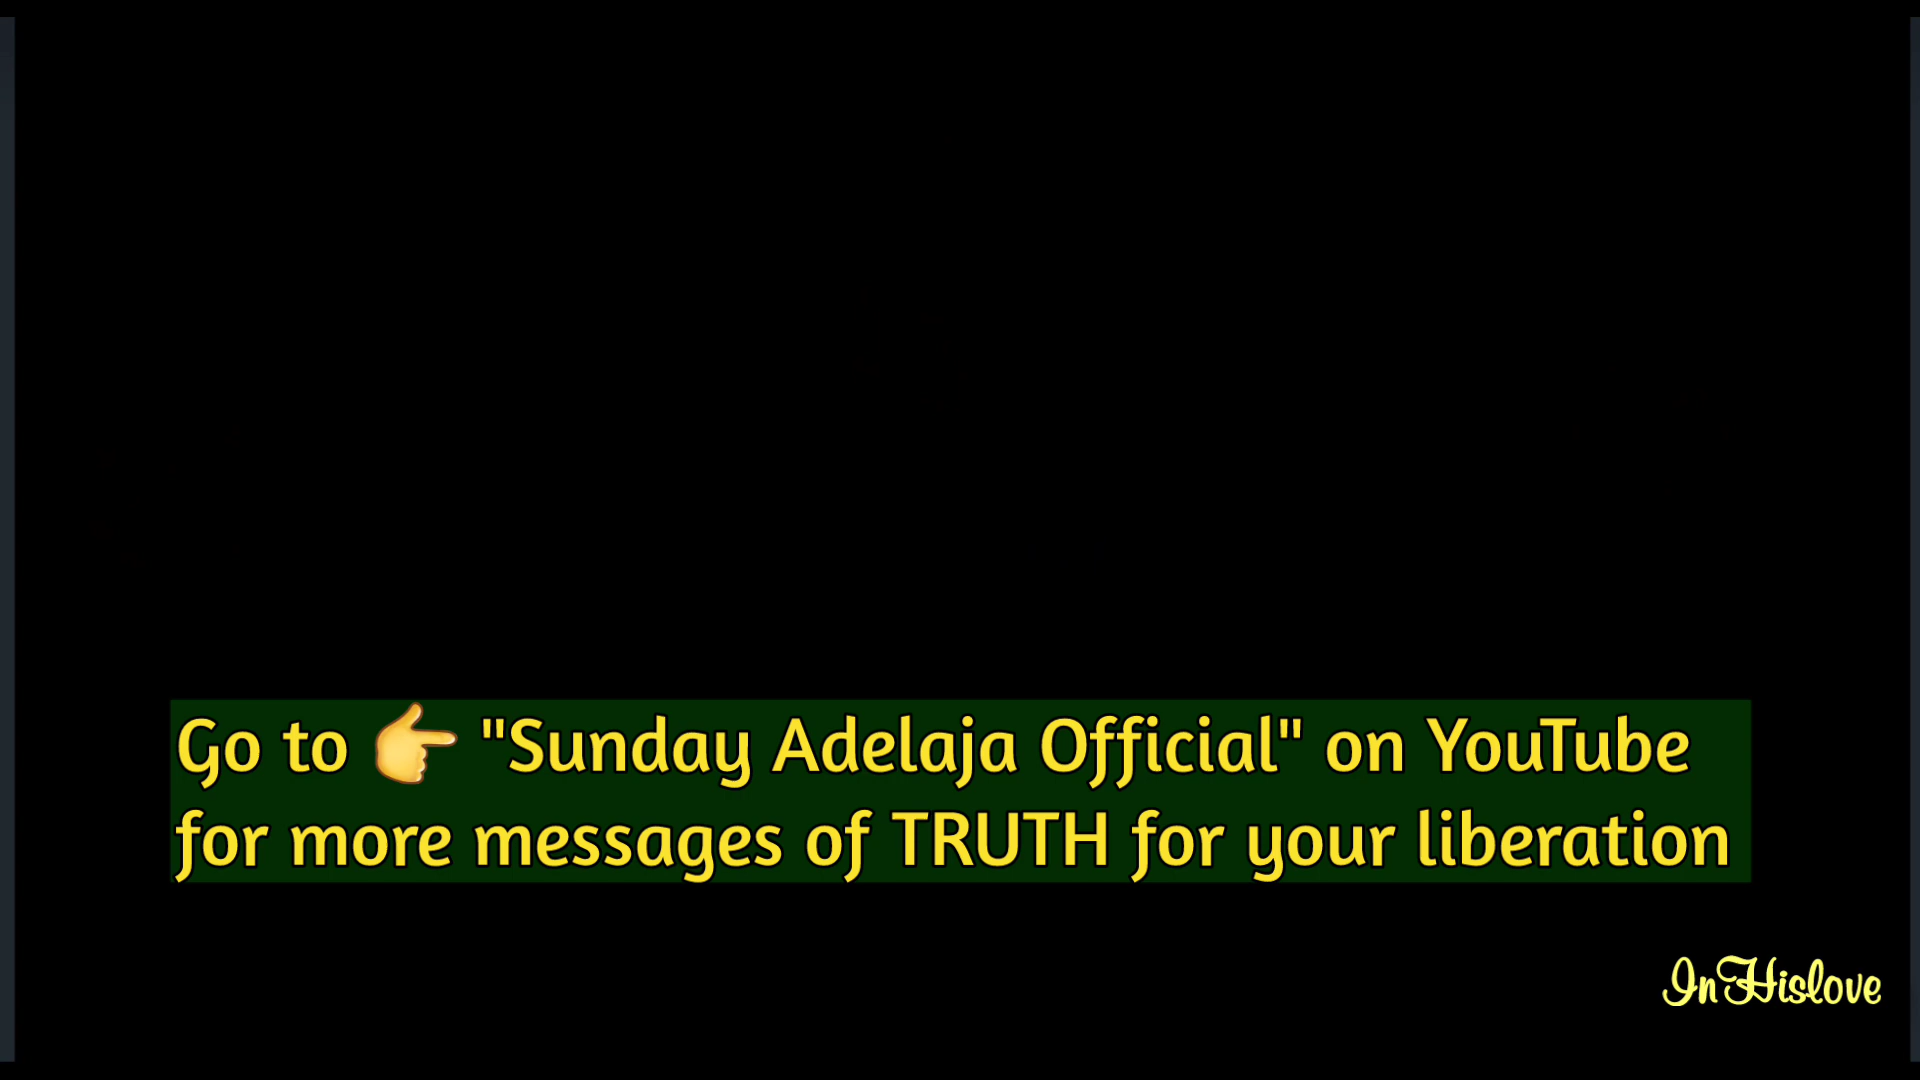 Go to 👉 "Sunday Adelaja Official" on YouTube
for more messages of TRUTH for your liberation
InHislove